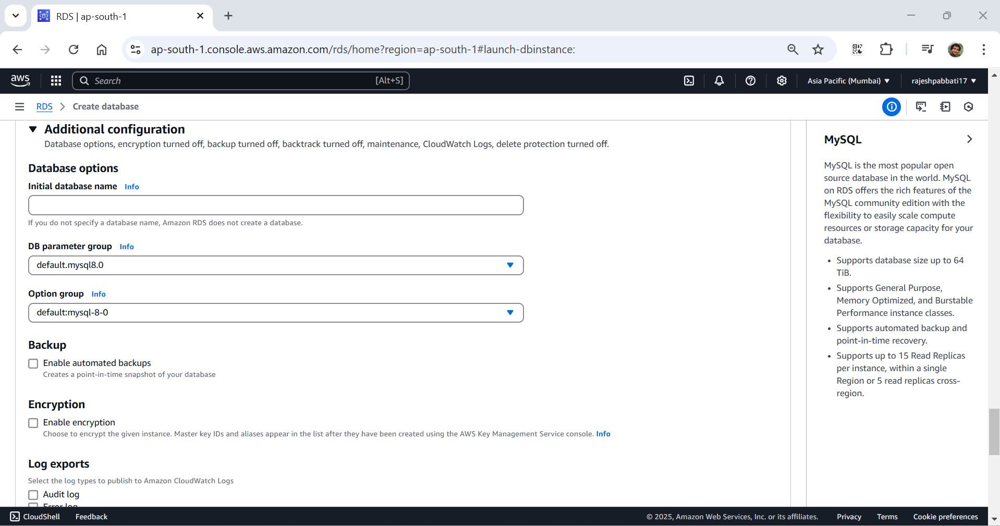 RDS | ap-south-1
ap-south-1.console.aws.amazon.com/rds/home?region=ap-south-1#launch-dbinstance:
aws
Search
[Alt+S]
Asia Pacific (Mumbai)
rajeshpabbati17
RDS
Create database
Additional configuration
Database options, encryption turned off, backup turned off, backtrack turned off, maintenance, CloudWatch Logs, delete protection turned off.
Database options
Initial database name Info
If you do not specify a database name, Amazon RDS does not create a database.
DB parameter group Info
default.mysql8.0
Option group Info
default:mysql-8-0
Backup
Enable automated backups
Creates a point-in-time snapshot of your database
Encryption
Enable encryption
Choose to encrypt the given instance. Master key IDs and aliases appear in the list after they have been created using the AWS Key Management Service console. Info
Log exports
Select the log types to publish to Amazon CloudWatch Logs
Audit log
Error log
MySQL
MySQL is the most popular open
source database in the world. MySQL
on RDS offers the rich features of the
MySQL community edition with the
flexibility to easily scale compute
resources or storage capacity for your
database.
• Supports database size up to 64
TiB.
• Supports General Purpose,
Memory Optimized, and Burstable
Performance instance classes.
• Supports automated backup and
point-in-time recovery.
• Supports up to 15 Read Replicas
per instance, within a single
Region or 5 read replicas cross-
region.
CloudShell
Feedback
© 2025, Amazon Web Services, Inc. or its affiliates.
Privacy
Terms
Cookie preferences